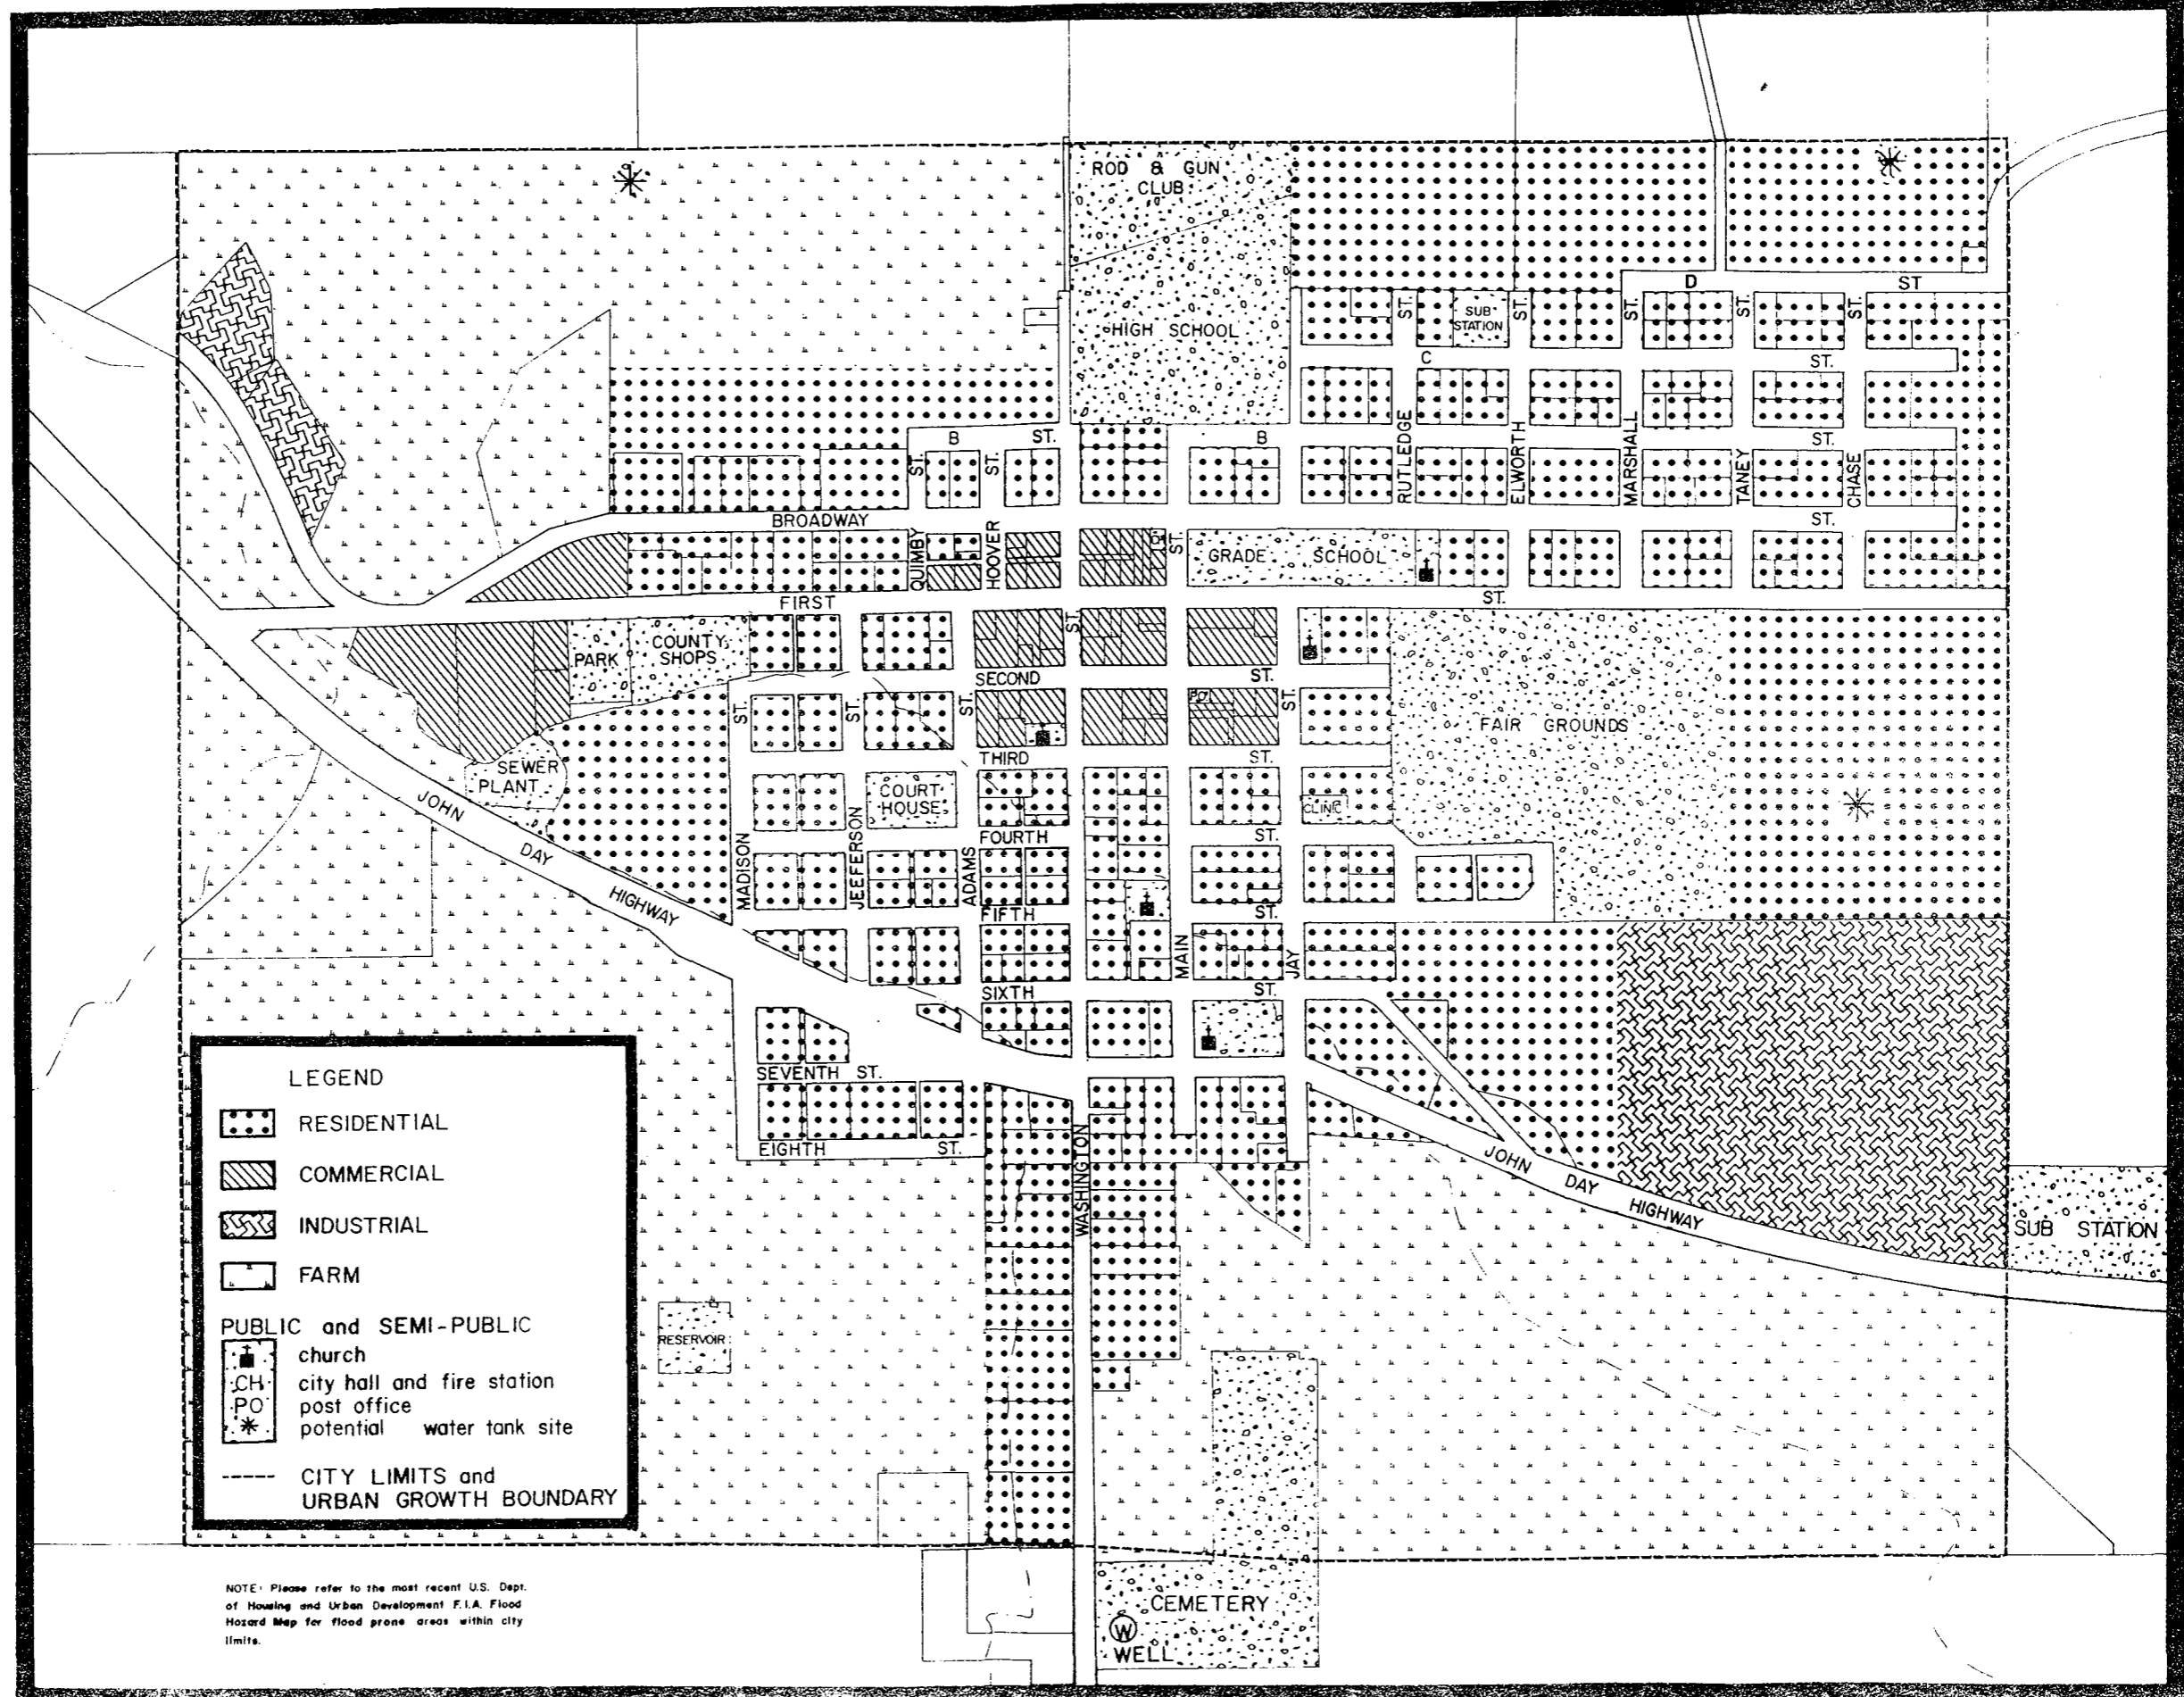 ROD & GUN
CLUB
HIGH SCHOOL
SUB
STATION
D
ST
ST.
ST.
ST.
ST.
ST.
C
ST.
B
ST.
B
ST.
ST.
ST.
RUTLEDGE
ELWORTH
MARSHALL
TANEY
CHASE
BROADWAY
ST.
QUIMBY
HOOVER
ST.
GRADE SCHOOL
FIRST
ST.
PARK
COUNTY
SHOPS
ST.
SECOND
ST.
ST.
ST.
ST.
PO
ST.
FAIR GROUNDS
THIRD
ST.
SEWER
PLANT
COURT
HOUSE
CLINIC
FOURTH
ST.
MADISON
JEEFERSON
ADAMS
JOHN
DAY
HIGHWAY
FIFTH
ST.
MAIN
JAY
SIXTH
ST.
SEVENTH ST.
EIGHTH
ST.
WASHINGTON
JOHN
DAY
HIGHWAY
SUB STATION
RESERVOIR
LEGEND
RESIDENTIAL
COMMERCIAL
INDUSTRIAL
FARM
PUBLIC and SEMI-PUBLIC
church
CH city hall and fire station
PO post office
potential water tank site
CITY LIMITS and
URBAN GROWTH BOUNDARY
NOTE: Please refer to the most recent U.S. Dept.
of Housing and Urban Development F.I.A. Flood
Hazard Map for flood prone areas within city
limits.
CEMETERY
W
WELL